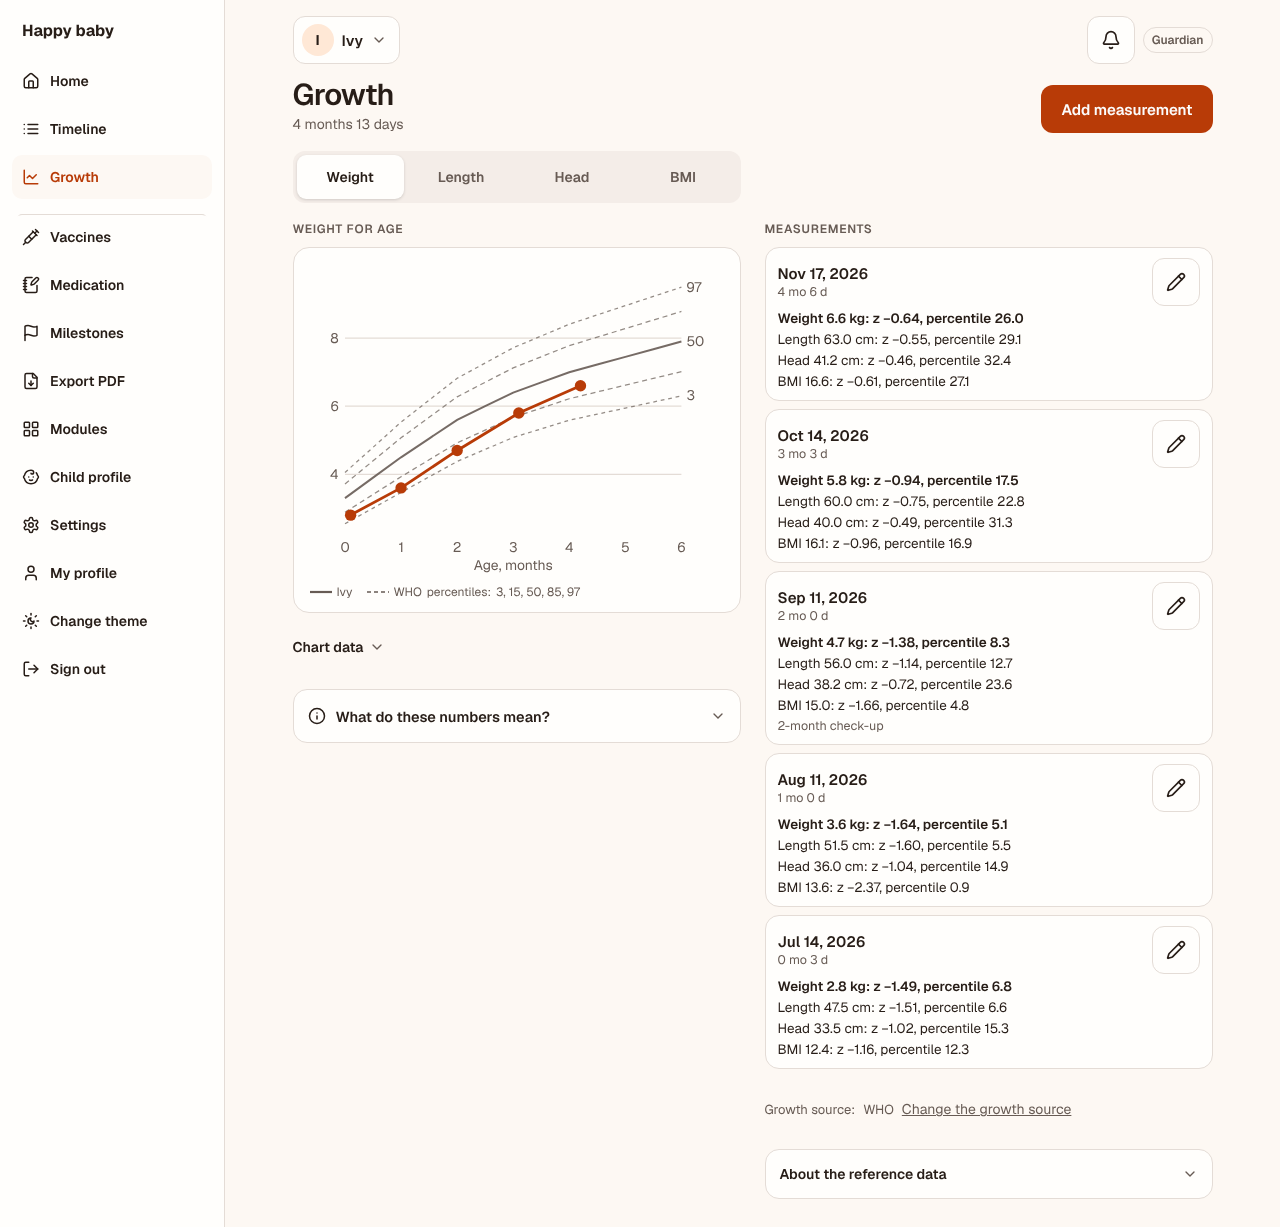 Happy baby
Home
Timeline
Growth
Vaccines
Medication
Milestones
Export PDF
Modules
Child profile
Settings
My profile
Change theme
Sign out
I
Ivy
Guardian
Growth
4 months 13 days
Add measurement
Weight
Length
Head
BMI
WEIGHT FOR AGE
97
8
50
6
3
4
0 1 2 3 4 5 6
Age, months
Ivy
WHO percentiles: 3, 15, 50, 85, 97
Chart data
What do these numbers mean?
MEASUREMENTS
Nov 17, 2026
4 mo 6 d
Weight 6.6 kg: z −0.64, percentile 26.0
Length 63.0 cm: z −0.55, percentile 29.1
Head 41.2 cm: z −0.46, percentile 32.4
BMI 16.6: z −0.61, percentile 27.1
Oct 14, 2026
3 mo 3 d
Weight 5.8 kg: z −0.94, percentile 17.5
Length 60.0 cm: z −0.75, percentile 22.8
Head 40.0 cm: z −0.49, percentile 31.3
BMI 16.1: z −0.96, percentile 16.9
Sep 11, 2026
2 mo 0 d
Weight 4.7 kg: z −1.38, percentile 8.3
Length 56.0 cm: z −1.14, percentile 12.7
Head 38.2 cm: z −0.72, percentile 23.6
BMI 15.0: z −1.66, percentile 4.8
2-month check-up
Aug 11, 2026
1 mo 0 d
Weight 3.6 kg: z −1.64, percentile 5.1
Length 51.5 cm: z −1.60, percentile 5.5
Head 36.0 cm: z −1.04, percentile 14.9
BMI 13.6: z −2.37, percentile 0.9
Jul 14, 2026
0 mo 3 d
Weight 2.8 kg: z −1.49, percentile 6.8
Length 47.5 cm: z −1.51, percentile 6.6
Head 33.5 cm: z −1.02, percentile 15.3
BMI 12.4: z −1.16, percentile 12.3
Growth source: WHO Change the growth source
About the reference data